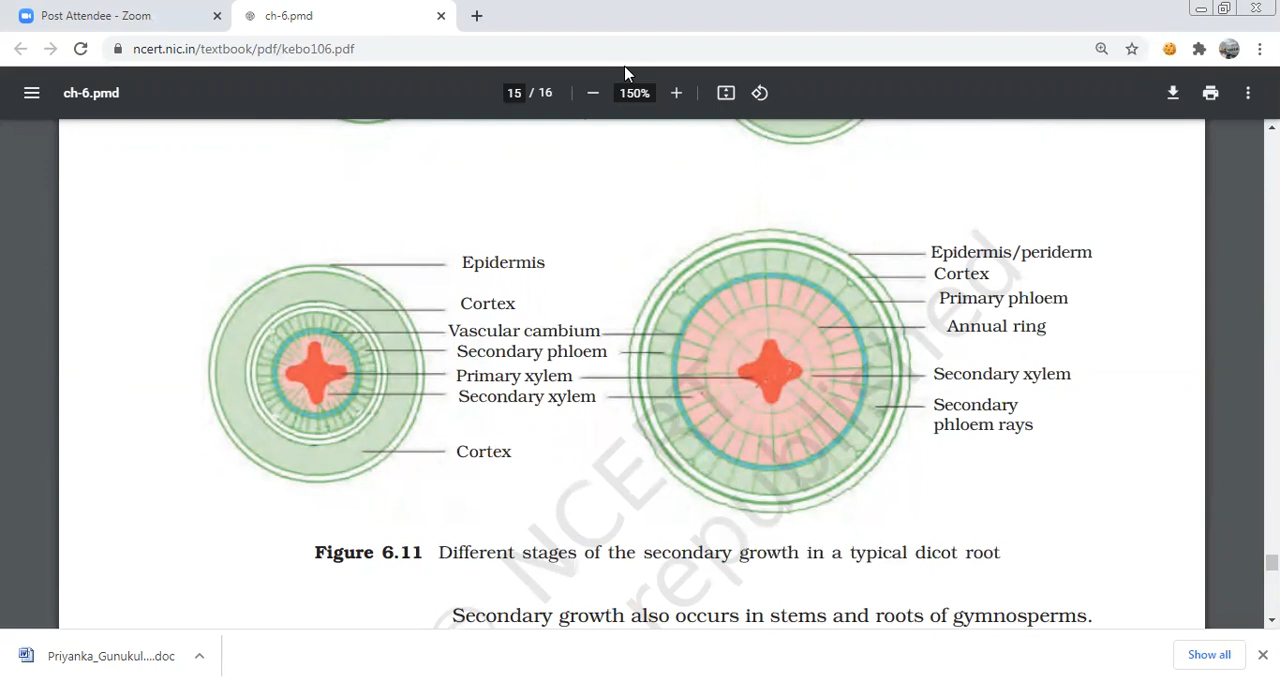 Post Attendee - Zoom
ch-6.pmd
ncert.nic.in/textbook/pdf/kebo106.pdf
ch-6.pmd
15 / 16
150%
Epidermis
Cortex
Vascular cambium
Secondary phloem
Primary xylem
Secondary xylem
Cortex
Epidermis/periderm
Cortex
Primary phloem
Annual ring
Secondary xylem
Secondary
phloem rays
NCERT
republished
Figure 6.11 Different stages of the secondary growth in a typical dicot root
Secondary growth also occurs in stems and roots of gymnosperms.
Priyanka_Gunukul....doc
Show all